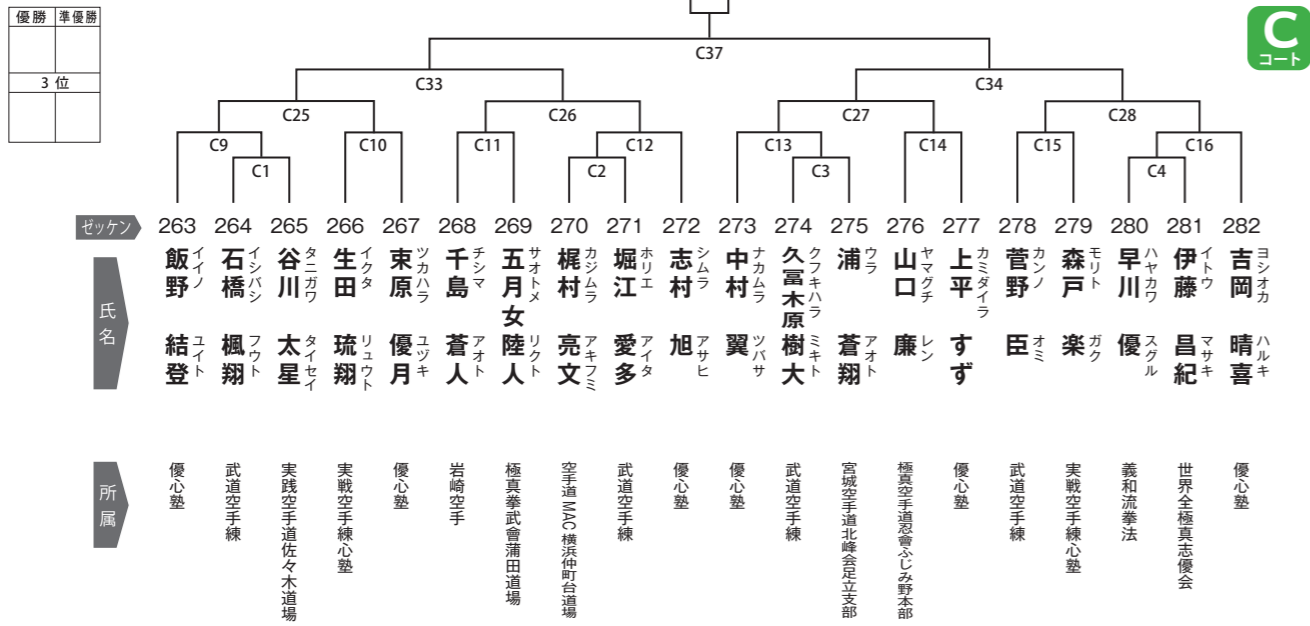 優勝 準優勝
3 位
C
コート
C37
C33 C34
C25 C26 C27 C28
C9 C10 C11 C12 C13 C14 C15 C16
C1 C2 C3 C4
ゼッケン 263 264 265 266 267 268 269 270 271 272 273 274 275 276 277 278 279 280 281 282
氏名
飯野 結登 イイノ ユイト
石橋 楓翔 イシバシ フウト
谷川 太星 タニガワ タイセイ
生田 琉翔 イクタ リュウト
束原 優月 ツカハラ ユヅキ
千島 蒼人 チシマ アオト
五月女 陸人 サオトメ リクト
梶村 亮文 カジムラ アキフミ
堀江 愛多 ホリエ アイタ
志村 旭 シムラ アサヒ
中村 翼 ナカムラ ツバサ
久冨木原 樹大 クフキハラ ミキト
浦 蒼翔 ウラ アオト
山口 廉 ヤマグチ レン
上平 すず カミダイラ
菅野 臣 カンノ オミ
森戸 楽 モリト ガク
早川 優 ハヤカワ スグル
伊藤 昌紀 イトウ マサキ
吉岡 晴喜 ヨシオカ ハルキ
所属
優心塾
武道空手練
実践空手道佐々木道場
実戦空手練心塾
優心塾
岩崎空手
極真拳武會蒲田道場
空手道 MAC 横浜仲町台道場
武道空手練
優心塾
優心塾
武道空手練
宮城空手道北峰会足立支部
極真空手道忍會ふじみ野本部
優心塾
武道空手練
実戦空手練心塾
義和流拳法
世界全極真志優会
優心塾